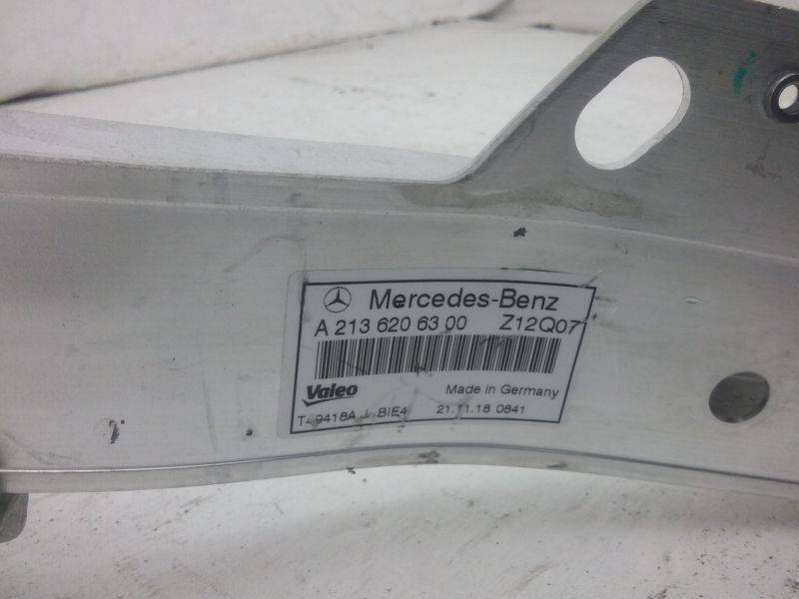 Mercedes-Benz
A 213 620 63 00 Z12Q07
Valeo Made in Germany
21.11.18 0841